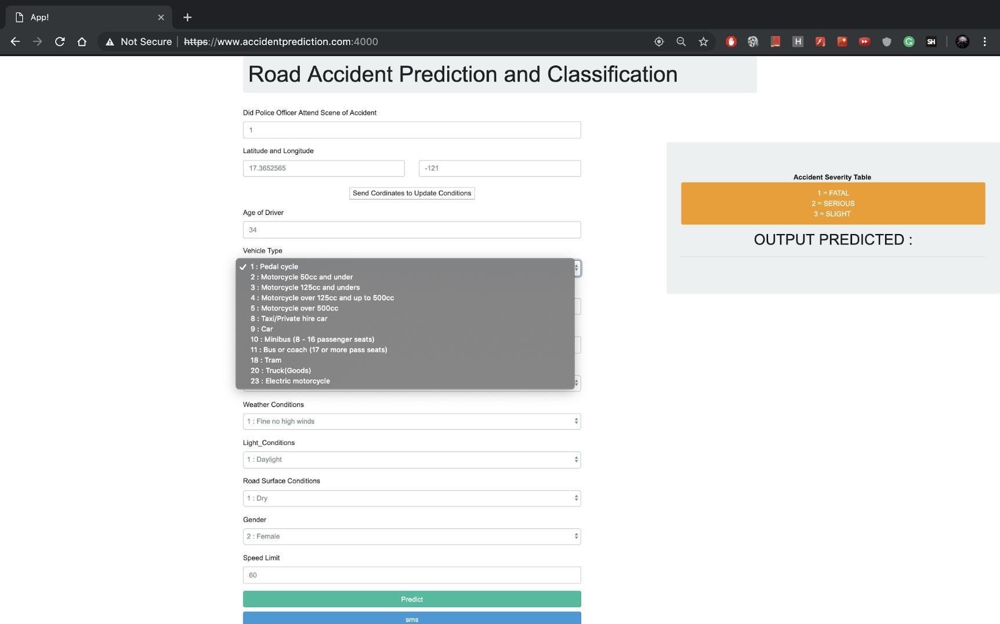 App!
Not Secure
https://www.accidentprediction.com:4000
H
G
SH
Road Accident Prediction and Classification
Did Police Officer Attend Scene of Accident
1
Latitude and Longitude
17.3652565
-121
Send Cordinates to Update Conditions
Age of Driver
34
Vehicle Type
1 : Pedal cycle
2 : Motorcycle 50cc and under
3 : Motorcycle 125cc and unders
4 : Motorcycle over 125cc and up to 500cc
5 : Motorcycle over 500cc
8 : Taxi/Private hire car
9 : Car
10 : Minibus (8 - 16 passenger seats)
11 : Bus or coach (17 or more pass seats)
18 : Tram
20 : Truck(Goods)
23 : Electric motorcycle
Weather Conditions
1 : Fine no high winds
Light_Conditions
1 : Daylight
Road Surface Conditions
1 : Dry
Gender
2 : Female
Speed Limit
60
Predict
sms
Accident Severity Table
1 = FATAL
2 = SERIOUS
3 = SLIGHT
OUTPUT PREDICTED :